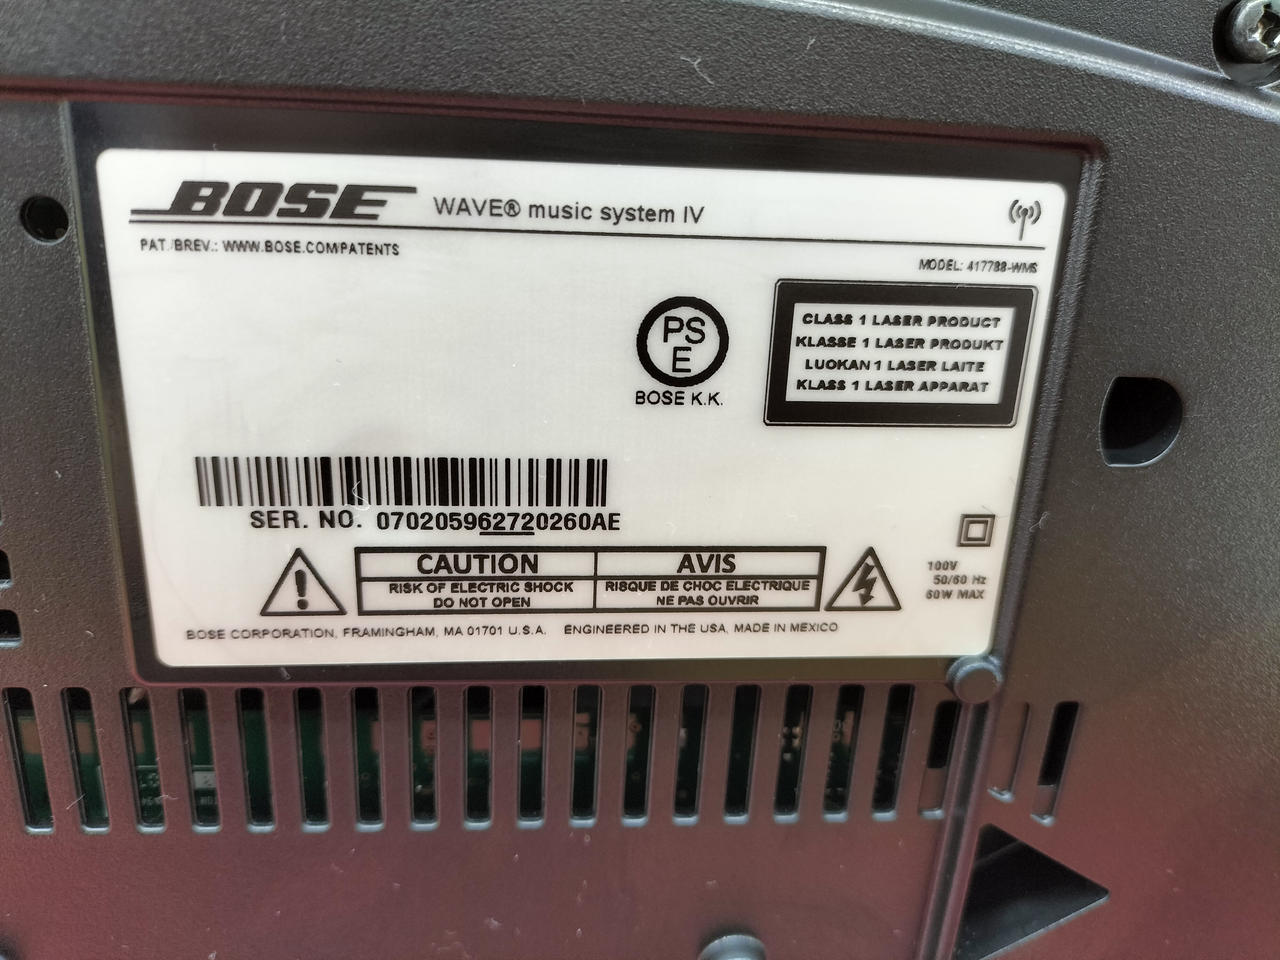 BOSE WAVE® music system IV
PAT./BREV.: WWW.BOSE.COM/PATENTS
MODEL: 417788-WMS
PS
E
BOSE K.K.
CLASS 1 LASER PRODUCT
KLASSE 1 LASER PRODUKT
LUOKAN 1 LASER LAITE
KLASS 1 LASER APPARAT
SER. NO. 070205962720260AE
CAUTION
RISK OF ELECTRIC SHOCK
DO NOT OPEN
AVIS
RISQUE DE CHOC ELECTRIQUE
NE PAS OUVRIR
100V
50/60 Hz
60W MAX
BOSE CORPORATION, FRAMINGHAM, MA 01701 U.S.A. ENGINEERED IN THE USA, MADE IN MEXICO